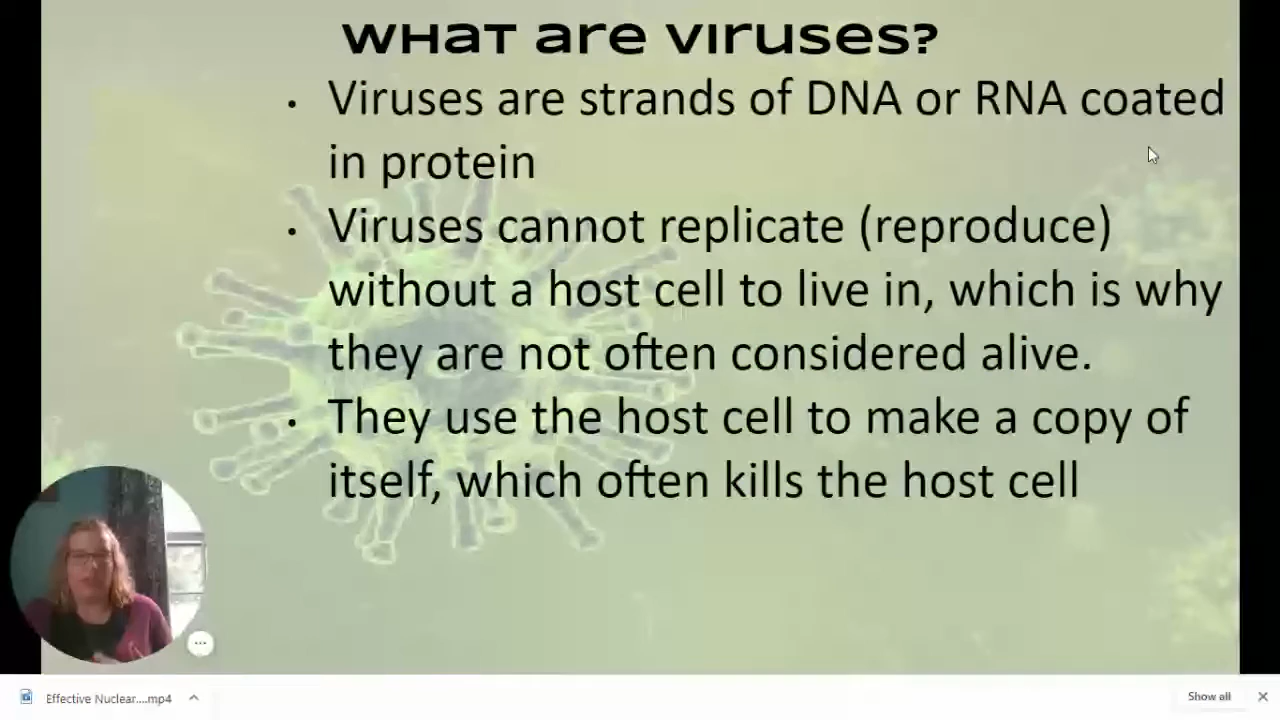 WHAT ARE VIRUSES?
• Viruses are strands of DNA or RNA coated
in protein
• Viruses cannot replicate (reproduce)
without a host cell to live in, which is why
they are not often considered alive.
• They use the host cell to make a copy of
itself, which often kills the host cell
Effective Nuclear....mp4
Show all